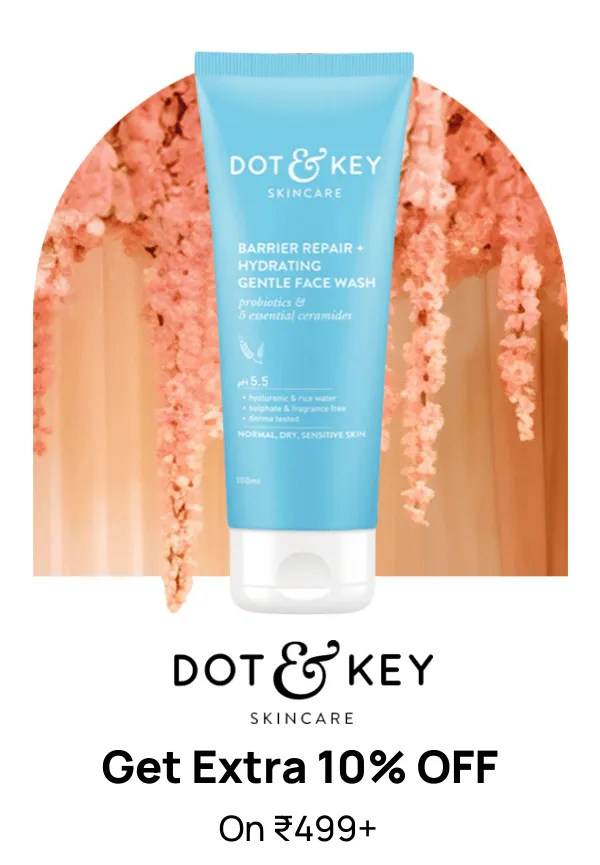 DOT & KEY
SKINCARE
BARRIER REPAIR +
HYDRATING
GENTLE FACE WASH
probiotics &
5 essential ceramides
pH 5.5
• hyaluronic & rice water
• sulphate & fragrance free
• derma tested
NORMAL, DRY, SENSITIVE SKIN
DOT & KEY
SKINCARE
Get Extra 10% OFF
On ₹499+